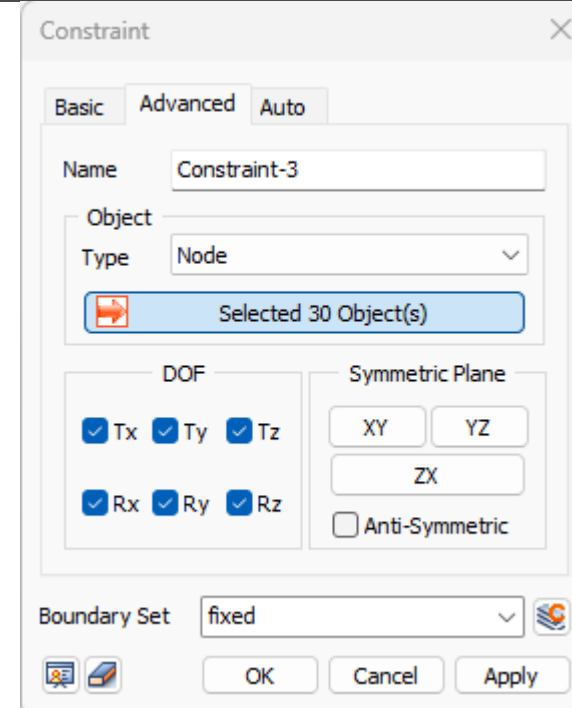 Constraint
Basic Advanced Auto
Name Constraint-3
Object
Type Node
Selected 30 Object(s)
DOF
Tx Ty Tz
Rx Ry Rz
Symmetric Plane
XY YZ
ZX
Anti-Symmetric
Boundary Set fixed
OK Cancel Apply